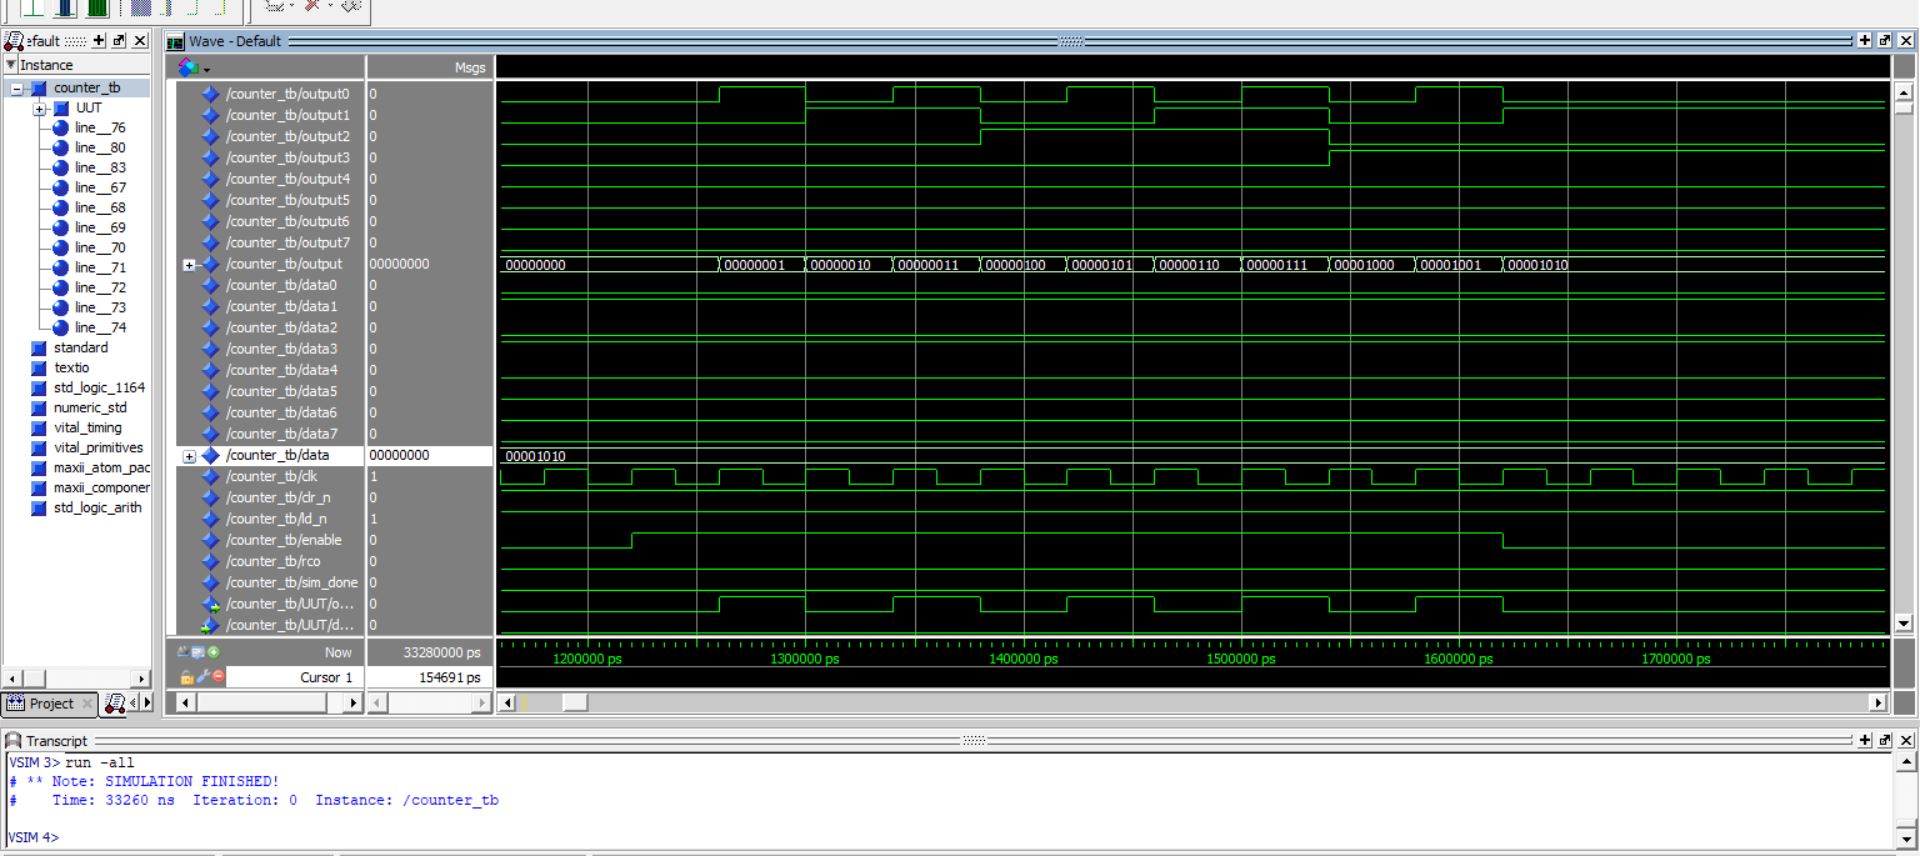 efault
Wave - Default
Instance
counter_tb
UUT
line__76
line__80
line__83
line__67
line__68
line__69
line__70
line__71
line__72
line__73
line__74
standard
textio
std_logic_1164
numeric_std
vital_timing
vital_primitives
maxii_atom_pac
maxii_componer
std_logic_arith
Project
Msgs
/counter_tb/output0 0
/counter_tb/output1 0
/counter_tb/output2 0
/counter_tb/output3 0
/counter_tb/output4 0
/counter_tb/output5 0
/counter_tb/output6 0
/counter_tb/output7 0
/counter_tb/output 00000000 00000000 00000001 00000010 00000011 00000100 00000101 00000110 00000111 00001000 00001001 00001010
/counter_tb/data0 0
/counter_tb/data1 0
/counter_tb/data2 0
/counter_tb/data3 0
/counter_tb/data4 0
/counter_tb/data5 0
/counter_tb/data6 0
/counter_tb/data7 0
/counter_tb/data 00000000 00001010
/counter_tb/clk 1
/counter_tb/clr_n 0
/counter_tb/ld_n 1
/counter_tb/enable 0
/counter_tb/rco 0
/counter_tb/sim_done 0
/counter_tb/UUT/o... 0
/counter_tb/UUT/d... 0
Now 33280000 ps 1200000 ps 1300000 ps 1400000 ps 1500000 ps 1600000 ps 1700000 ps
Cursor 1 154691 ps
Transcript
VSIM 3> run -all
# ** Note: SIMULATION FINISHED!
#    Time: 33260 ns  Iteration: 0  Instance: /counter_tb
VSIM 4>